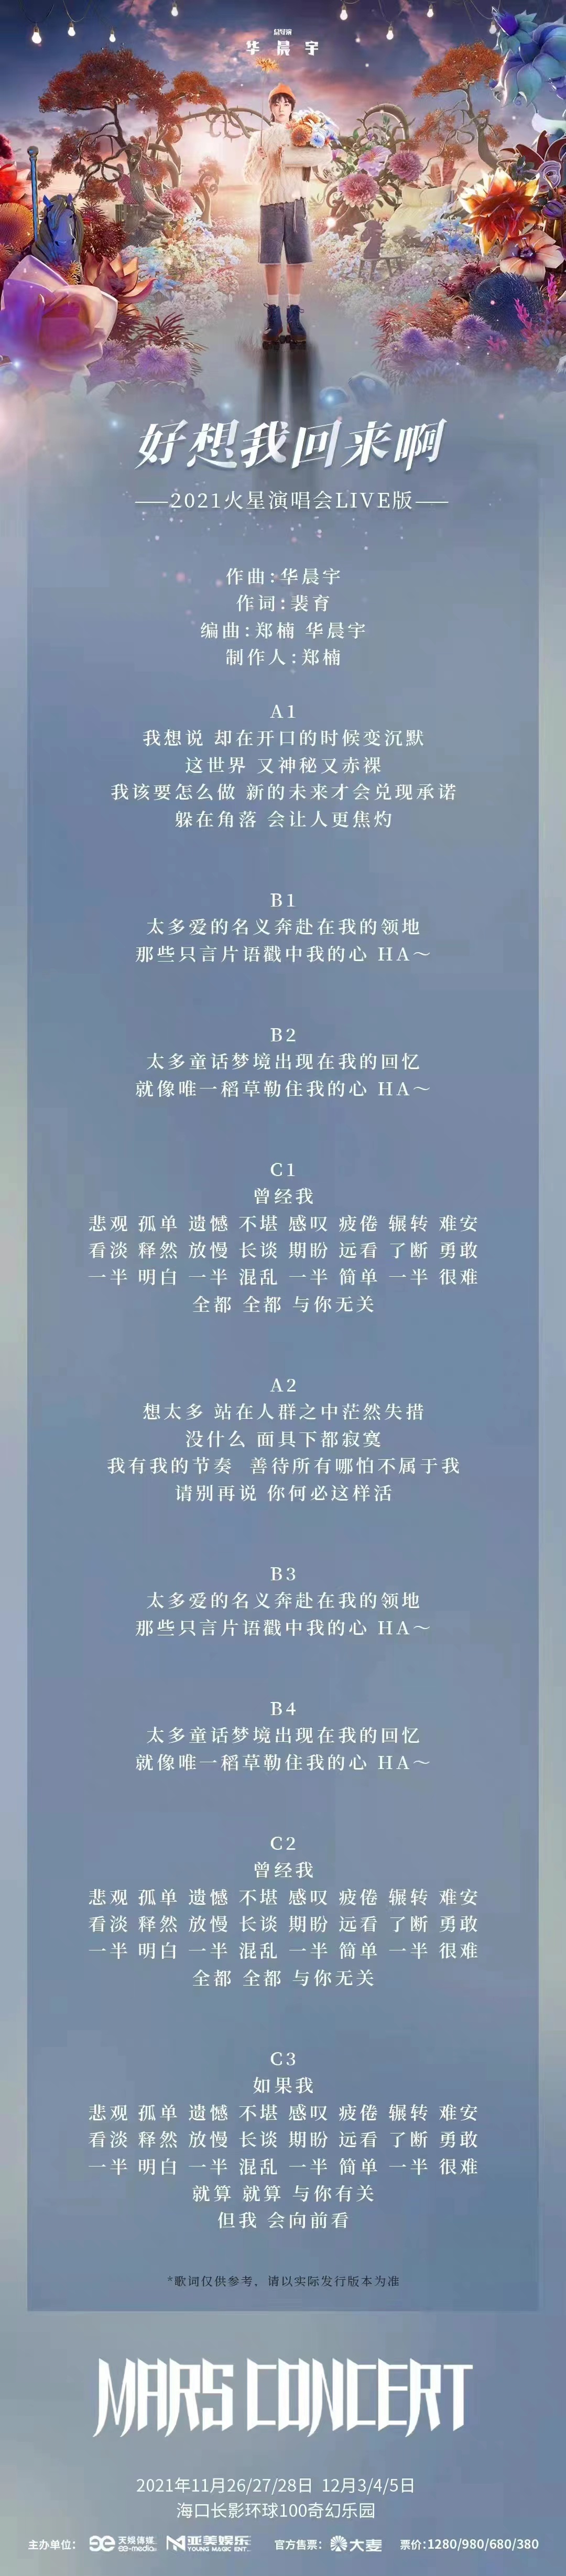 总导演
华晨宇
好想我回来啊
——2021火星演唱会LIVE版——
作曲:华晨宇
作词:裴育
编曲:郑楠 华晨宇
制作人:郑楠
A1
我想说 却在开口的时候变沉默
这世界 又神秘又赤裸
我该要怎么做 新的未来才会兑现承诺
躲在角落 会让人更焦灼
B1
太多爱的名义奔赴在我的领地
那些只言片语戳中我的心 HA～
B2
太多童话梦境出现在我的回忆
就像唯一稻草勒住我的心 HA～
C1
曾经我
悲观 孤单 遗憾 不堪 感叹 疲倦 辗转 难安
看淡 释然 放慢 长谈 期盼 远看 了断 勇敢
一半 明白 一半 混乱 一半 简单 一半 很难
全都 全都 与你无关
A2
想太多 站在人群之中茫然失措
没什么 面具下都寂寞
我有我的节奏 善待所有哪怕不属于我
请别再说 你何必这样活
B3
太多爱的名义奔赴在我的领地
那些只言片语戳中我的心 HA～
B4
太多童话梦境出现在我的回忆
就像唯一稻草勒住我的心 HA～
C2
曾经我
悲观 孤单 遗憾 不堪 感叹 疲倦 辗转 难安
看淡 释然 放慢 长谈 期盼 远看 了断 勇敢
一半 明白 一半 混乱 一半 简单 一半 很难
全都 全都 与你无关
C3
如果我
悲观 孤单 遗憾 不堪 感叹 疲倦 辗转 难安
看淡 释然 放慢 长谈 期盼 远看 了断 勇敢
一半 明白 一半 混乱 一半 简单 一半 很难
就算 就算 与你有关
但我 会向前看
*歌词仅供参考，请以实际发行版本为准
MARS CONCERT
2021年11月26/27/28日 12月3/4/5日
海口长影环球100奇幻乐园
主办单位: 天娱传媒 ee-media 亚美娱乐 YOUNG MAGIC ENT. 官方售票: 大麦 票价:1280/980/680/380